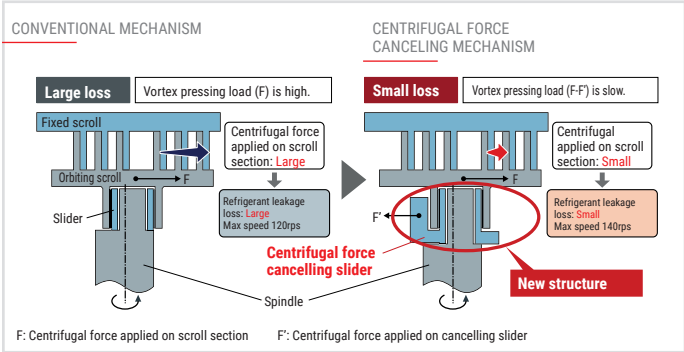 CONVENTIONAL MECHANISM
Large loss
Vortex pressing load (F) is high.
Fixed scroll
Centrifugal force
applied on scroll
section: Large
Orbiting scroll
F
Slider
Refrigerant leakage
loss: Large
Max speed 120rps
Spindle
CENTRIFUGAL FORCE
CANCELING MECHANISM
Small loss
Vortex pressing load (F-F') is slow.
Centrifugal
applied on scroll
section: Small
F
F'
Refrigerant leakage
loss: Small
Max speed 140rps
Centrifugal force
cancelling slider
New structure
F: Centrifugal force applied on scroll section
F': Centrifugal force applied on cancelling slider